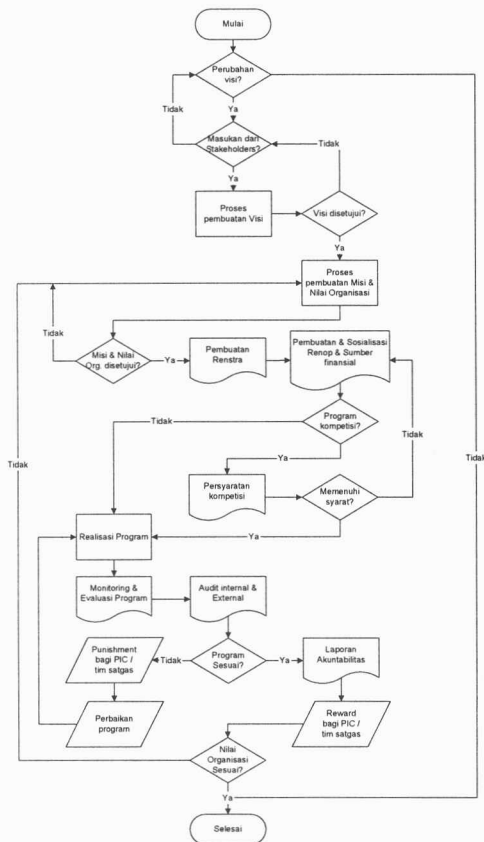 Mulai
Perubahan
visi?
Tidak
Ya
Masukan dari
Stakeholders?
Tidak
Ya
Proses
pembuatan Visi
Visi disetujui?
Ya
Proses
pembuatan Misi &
Nilai Organisasi
Tidak
Misi & Nilai
Org. disetujui?
Ya
Pembuatan
Renstra
Pembuatan & Sosialisasi
Renop & Sumber
finansial
Tidak
Program
kompetisi?
Tidak
Ya
Tidak
Tidak
Persyaratan
kompetisi
Memenuhi
syarat?
Realisasi Program
Ya
Monitoring &
Evaluasi Program
Audit internal &
External
Punishment
bagi PIC /
tim satgas
Tidak
Program
Sesuai?
Ya
Laporan
Akuntabilitas
Perbaikan
program
Reward
bagi PIC /
tim satgas
Nilai
Organisasi
Sesuai?
Ya
Selesai